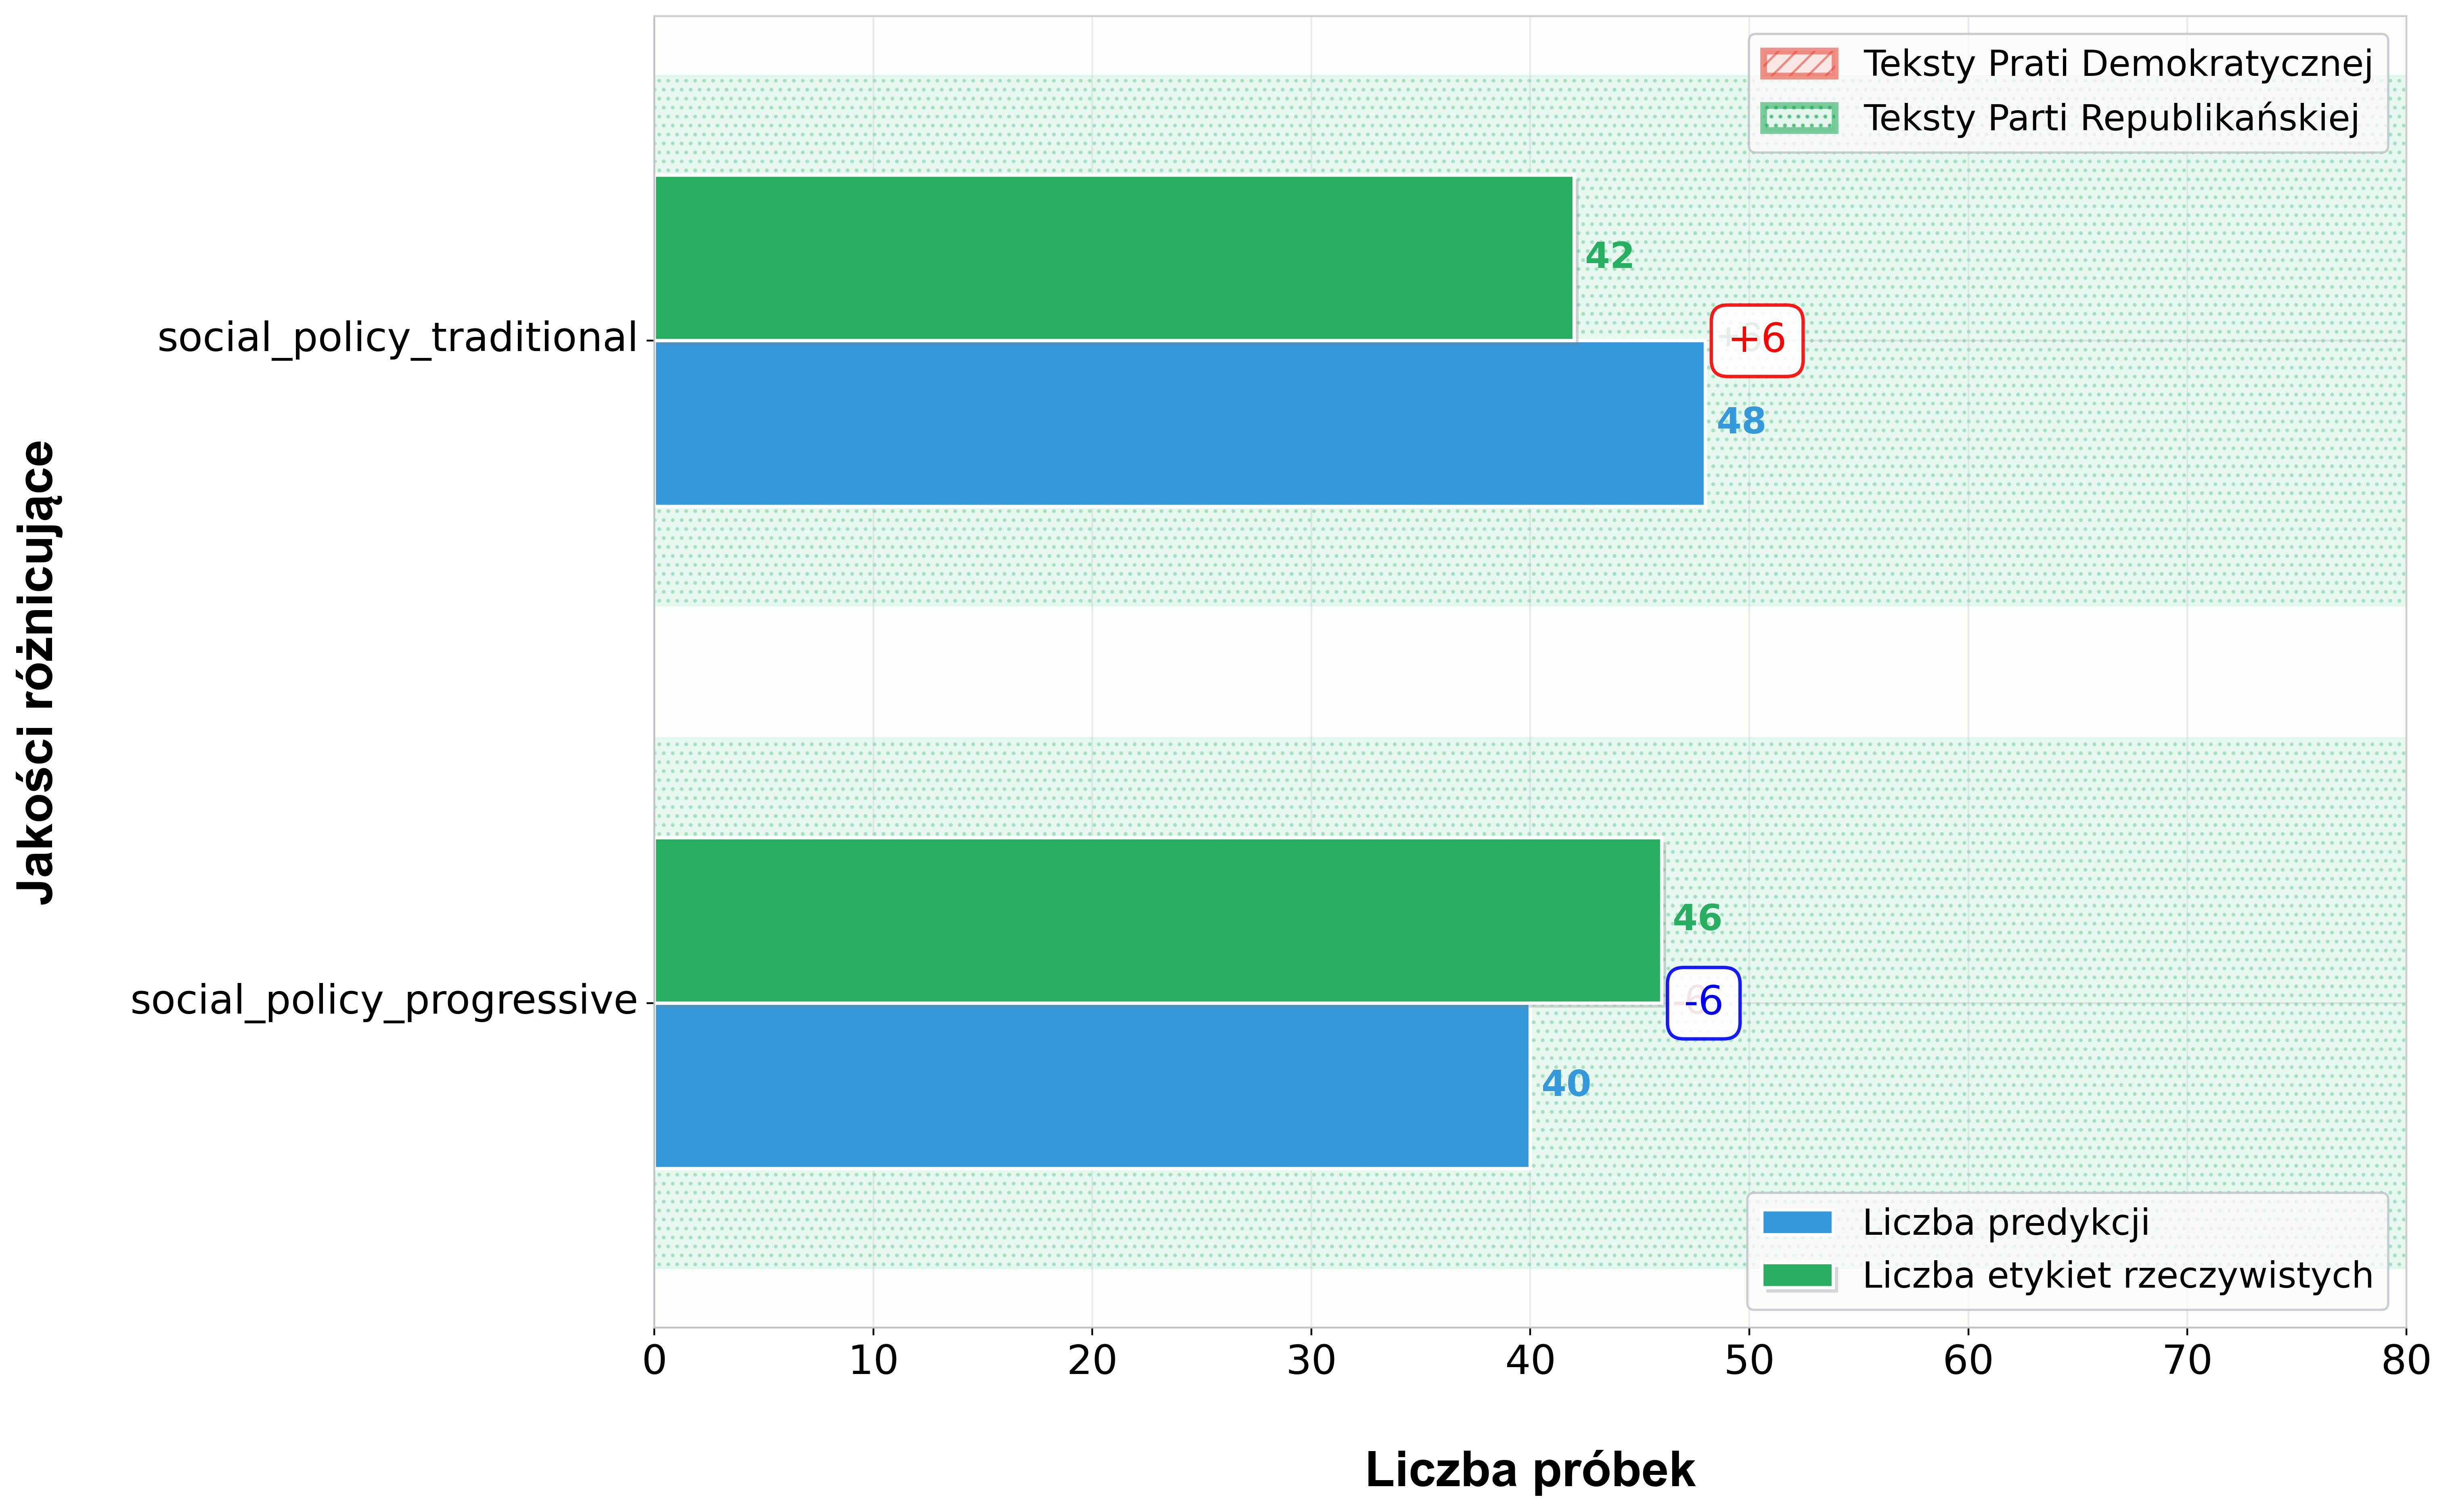 Teksty Prati Demokratycznej
Teksty Parti Republikańskiej
42
social_policy_traditional
+6
48
Jakości różnicujące
46
social_policy_progressive
-6
40
Liczba predykcji
Liczba etykiet rzeczywistych
0 10 20 30 40 50 60 70 80
Liczba próbek